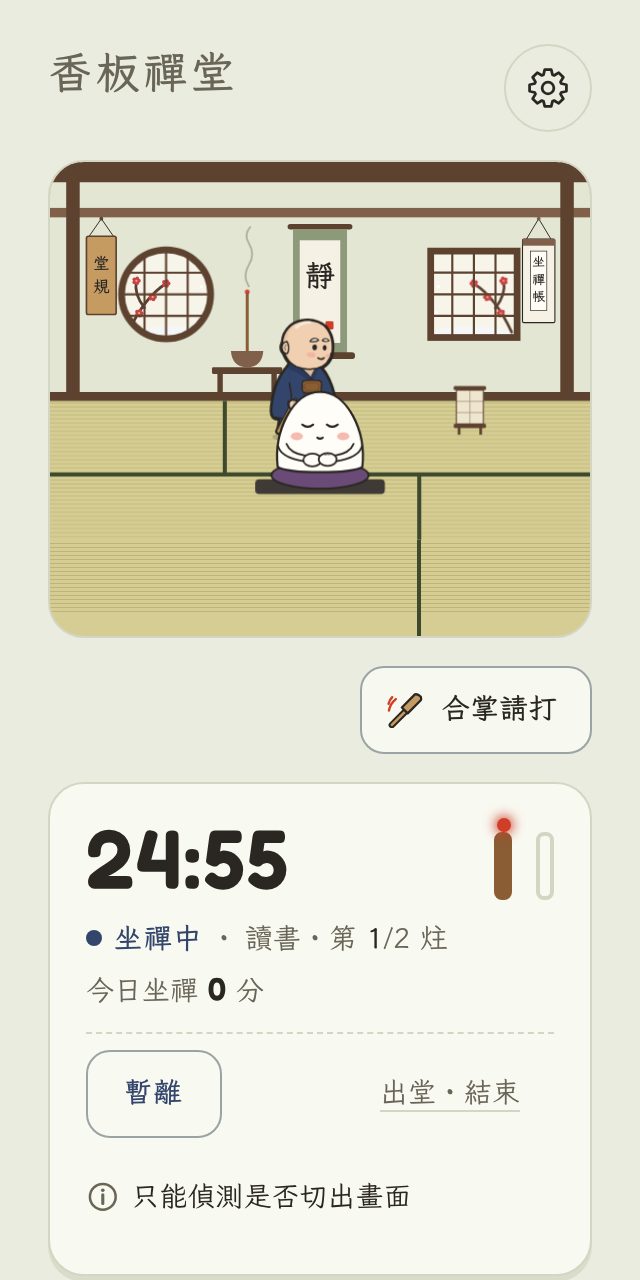 香板禪堂
堂規
靜
坐禪帳
合掌請打
24:55
坐禪中 · 讀書 · 第 1/2 炷
今日坐禪 0 分
暫離
出堂 · 結束
只能偵測是否切出畫面